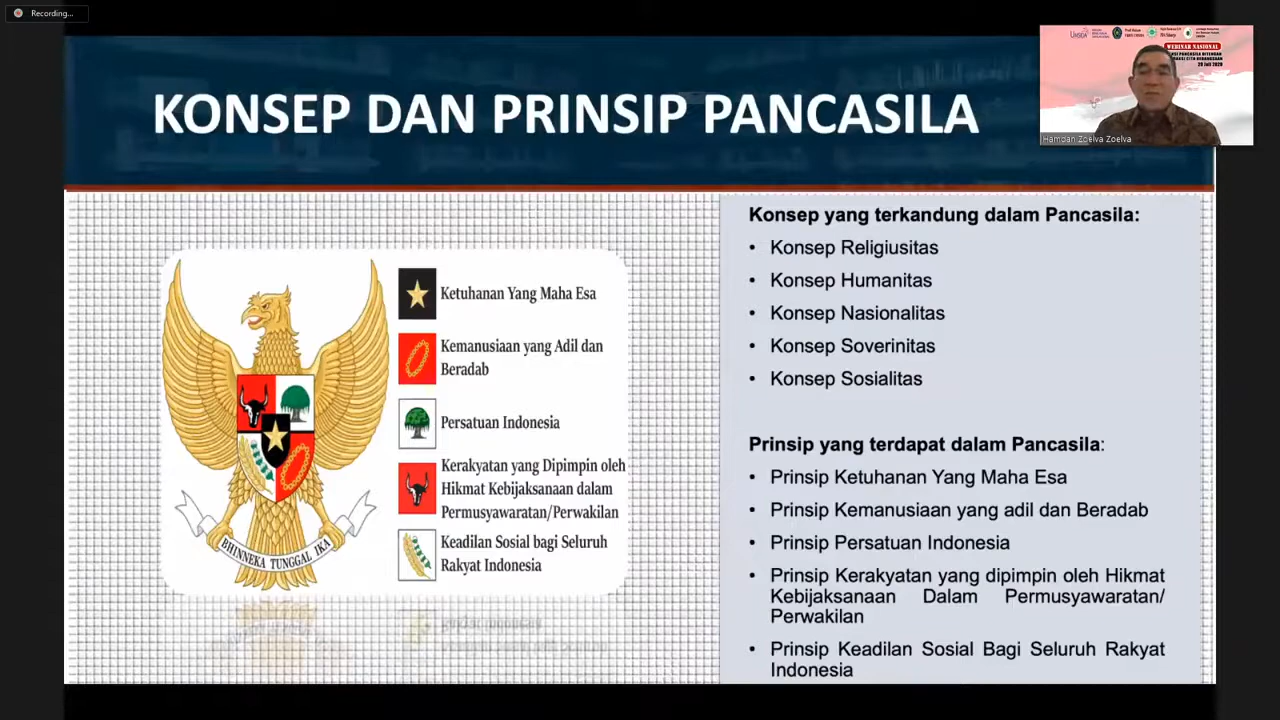 Recording...
KONSEP DAN PRINSIP PANCASILA
WEBINAR NASIONAL
Hamdan Zoelva Zoelva
Ketuhanan Yang Maha Esa
Kemanusiaan yang Adil dan
Beradab
Persatuan Indonesia
Kerakyatan yang Dipimpin oleh
Hikmat Kebijaksanaan dalam
Permusyawaratan/Perwakilan
Keadilan Sosial bagi Seluruh
Rakyat Indonesia
BHINNEKA TUNGGAL IKA
Konsep yang terkandung dalam Pancasila:
• Konsep Religiusitas
• Konsep Humanitas
• Konsep Nasionalitas
• Konsep Soverinitas
• Konsep Sosialitas
Prinsip yang terdapat dalam Pancasila:
• Prinsip Ketuhanan Yang Maha Esa
• Prinsip Kemanusiaan yang adil dan Beradab
• Prinsip Persatuan Indonesia
• Prinsip Kerakyatan yang dipimpin oleh Hikmat
Kebijaksanaan Dalam Permusyawaratan/
Perwakilan
• Prinsip Keadilan Sosial Bagi Seluruh Rakyat
Indonesia